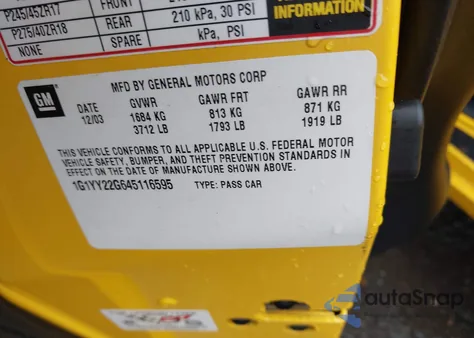 P245/45ZR17 FRONT
P275/40ZR18 REAR 210 kPa, 30 PSI
NONE SPARE kPa, PSI
INFORMATION
GM
MFD BY GENERAL MOTORS CORP
DATE GVWR GAWR FRT GAWR RR
12/03 1684 KG 813 KG 871 KG
3712 LB 1793 LB 1919 LB
THIS VEHICLE CONFORMS TO ALL APPLICABLE U.S. FEDERAL MOTOR
VEHICLE SAFETY, BUMPER, AND THEFT PREVENTION STANDARDS IN
EFFECT ON THE DATE OF MANUFACTURE SHOWN ABOVE.
1G1YY22G645116595 TYPE: PASS CAR
autoSnap